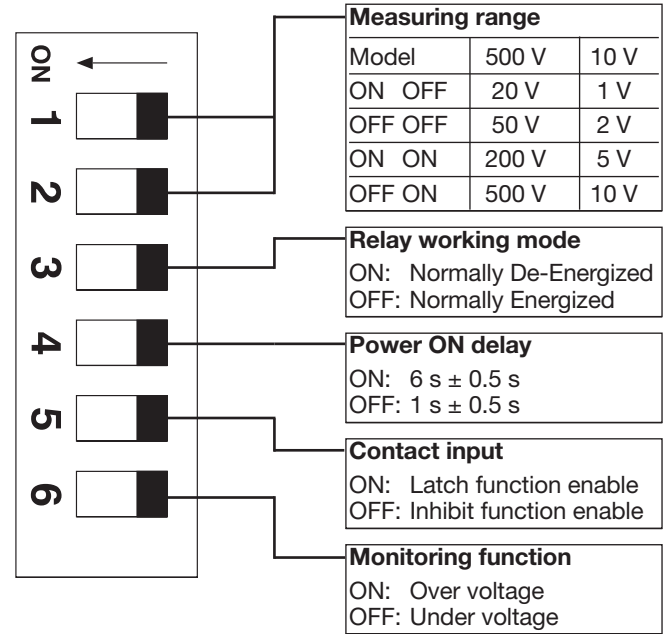 ON
1
2
3
4
5
6
Measuring range
Model 500 V 10 V
ON OFF 20 V 1 V
OFF OFF 50 V 2 V
ON ON 200 V 5 V
OFF ON 500 V 10 V
Relay working mode
ON: Normally De-Energized
OFF: Normally Energized
Power ON delay
ON: 6 s ± 0.5 s
OFF: 1 s ± 0.5 s
Contact input
ON: Latch function enable
OFF: Inhibit function enable
Monitoring function
ON: Over voltage
OFF: Under voltage